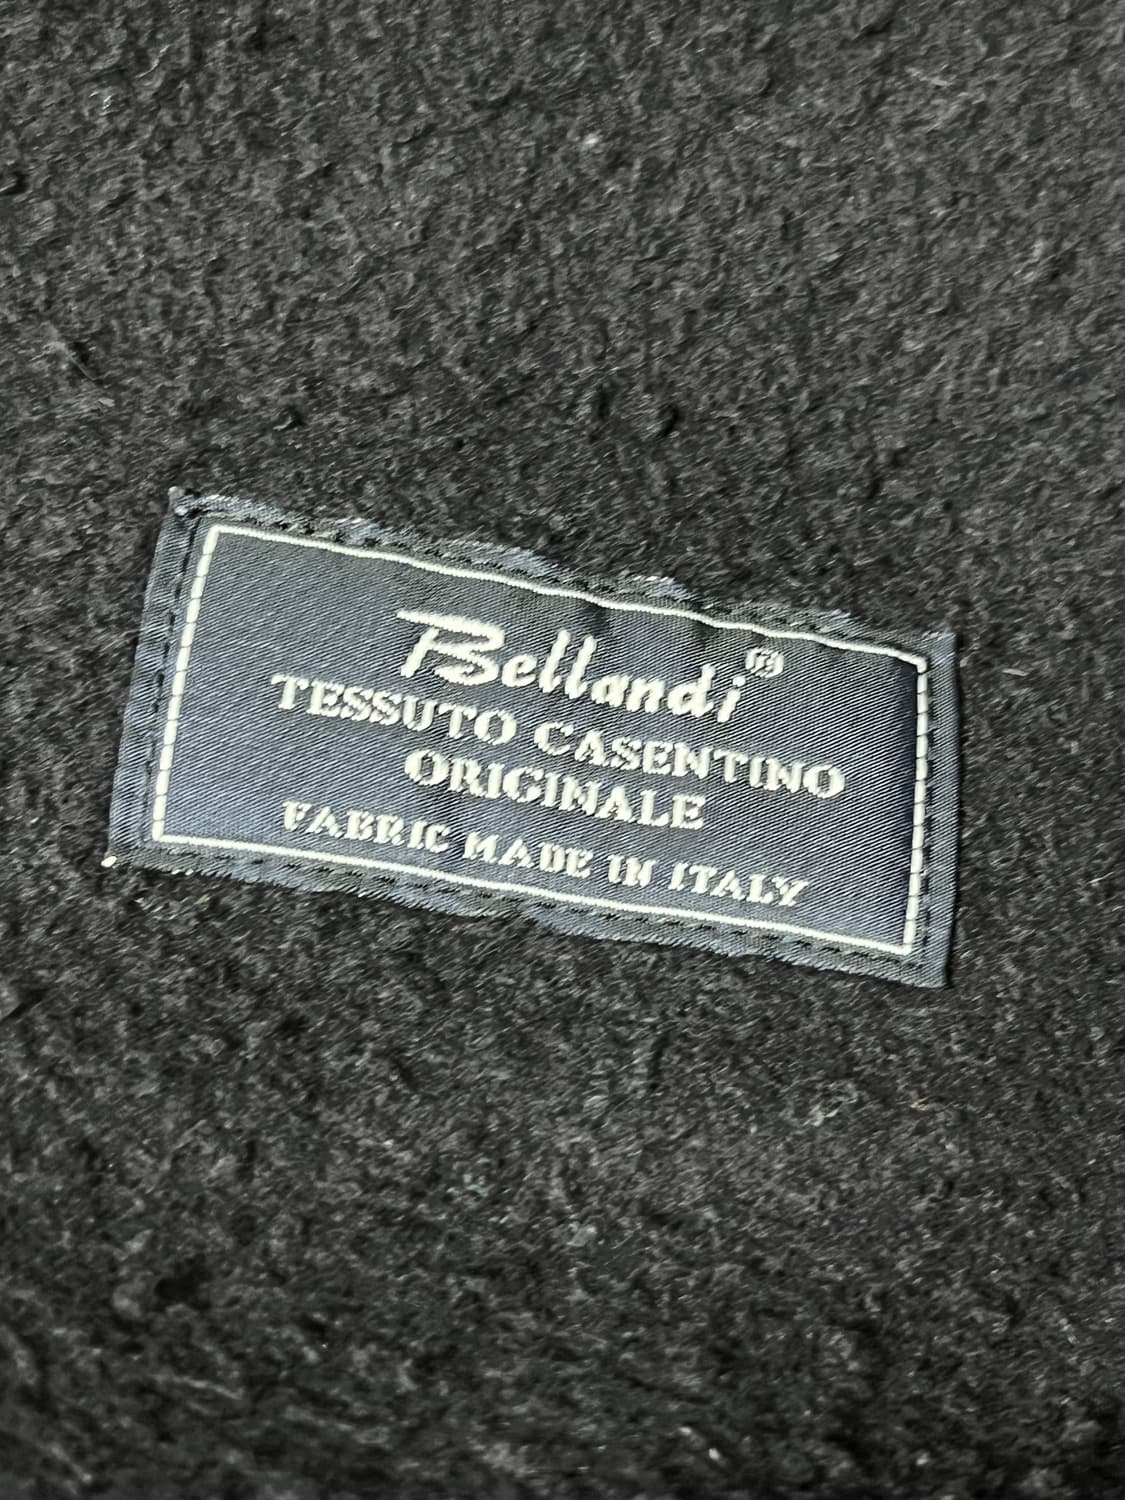 Bellandi®
TESSUTO CASENTINO
ORIGINALE
FABRIC MADE IN ITALY